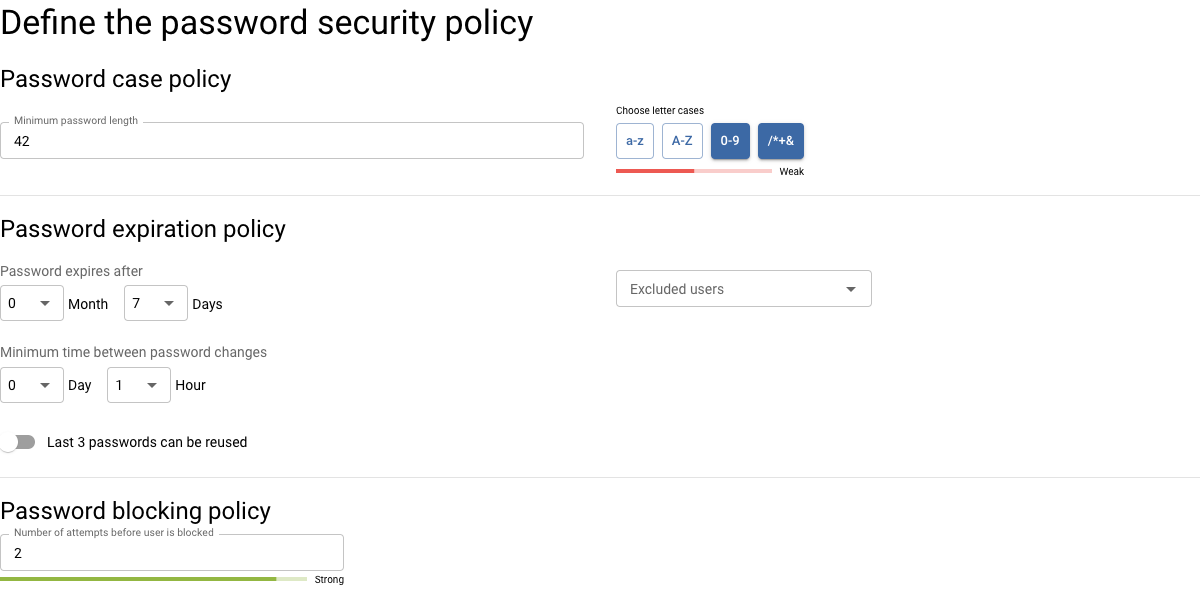 Define the password security policy
Password case policy
Minimum password length
42
Choose letter cases
a-z A-Z 0-9 /*+&
Weak
Password expiration policy
Password expires after
0 Month 7 Days
Excluded users
Minimum time between password changes
0 Day 1 Hour
Last 3 passwords can be reused
Password blocking policy
Number of attempts before user is blocked
2
Strong